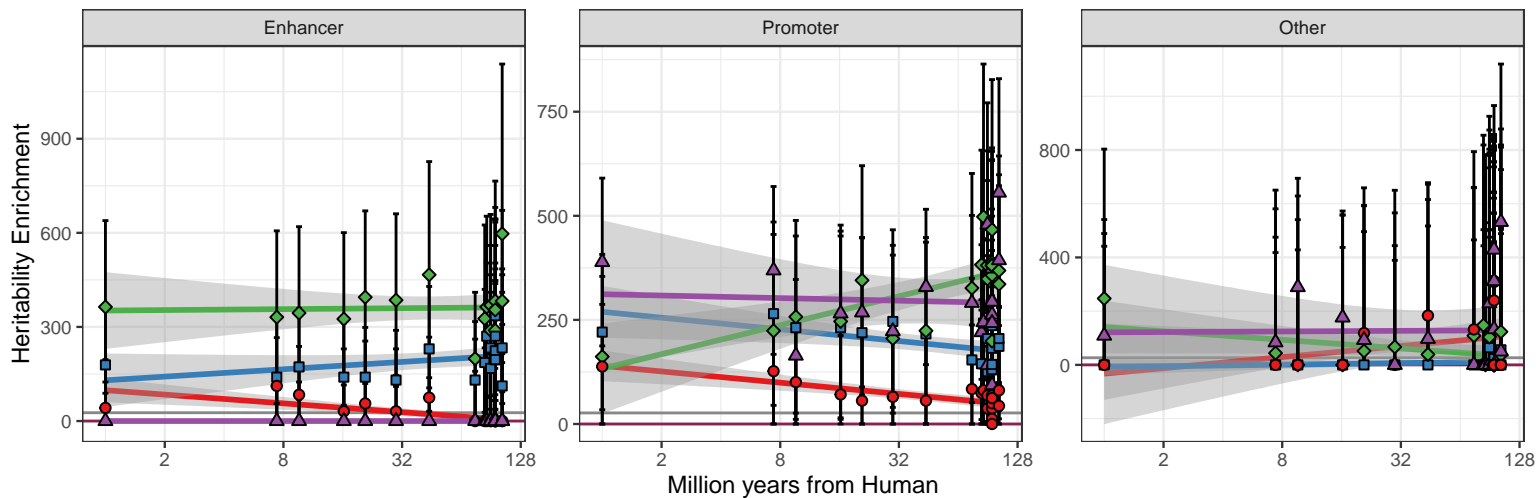 Enhancer
Promoter
Other
Heritability Enrichment
900
600
300
0
750
500
250
0
800
400
0
2 8 32 128
2 8 32 128
2 8 32 128
Million years from Human